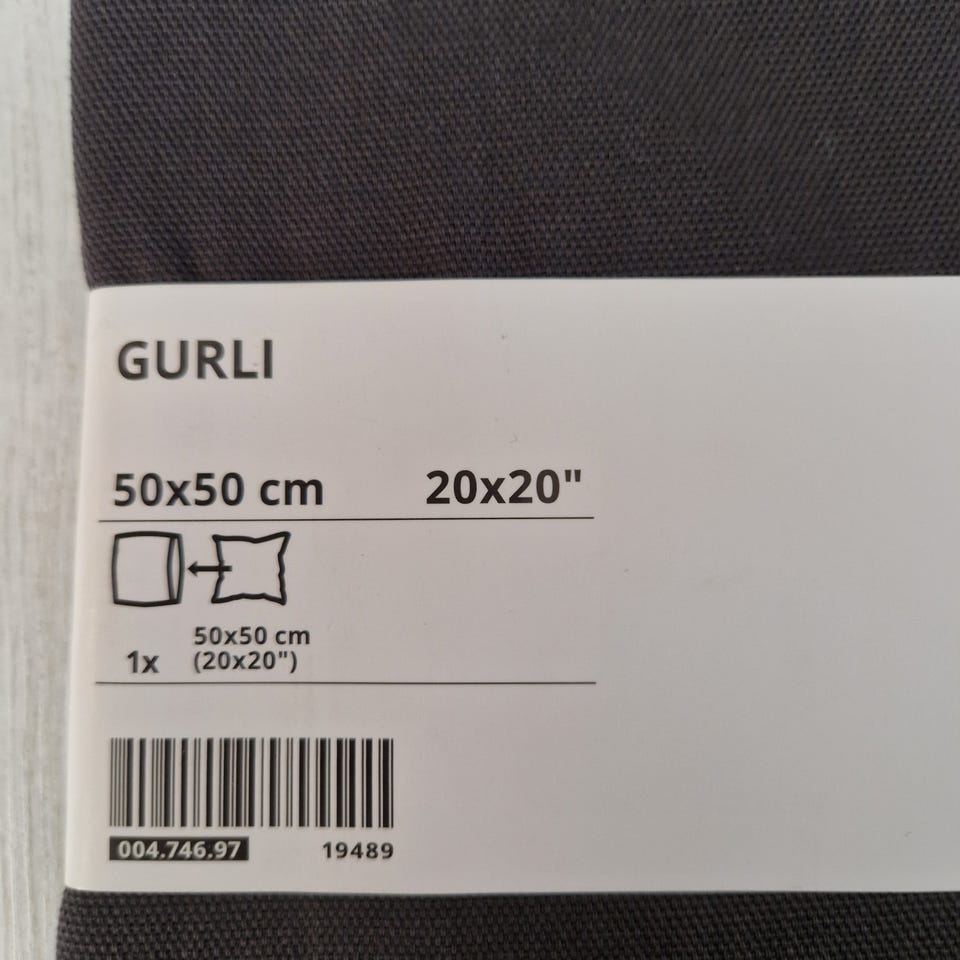 GURLI
50x50 cm 20x20"
50x50 cm
1x (20x20")
004.746.97 19489